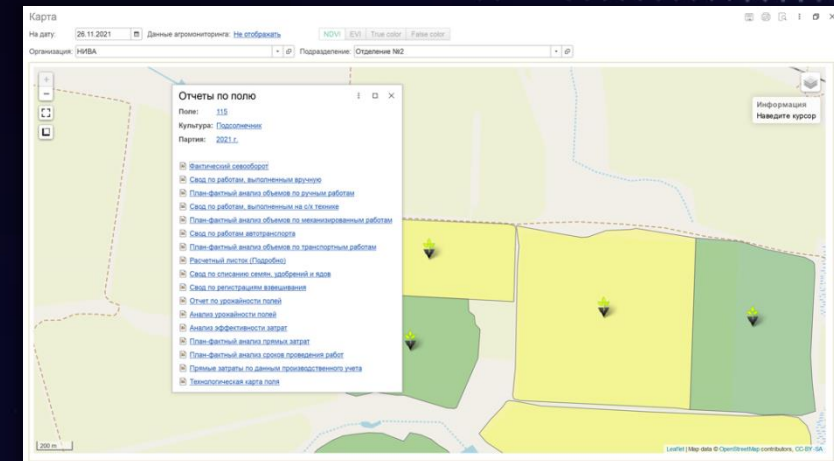 Карта
На дату: 26.11.2021 Данные агромониторинга: Не отображать NDVI EVI True color False color
Организация: НИВА Подразделение: Отделение №2
Отчеты по полю
Поле: 115
Культура: Подсолнечник
Партия: 2021 г.
Фактический севооборот
Свод по работам, выполненным вручную
План-фактный анализ объемов по ручным работам
Свод по работам, выполненным на с/х технике
План-фактный анализ объемов по механизированным работам
Свод по работам автотранспорта
План-фактный анализ объемов по транспортным работам
Расчетный листок (Подробно)
Свод по списанию семян, удобрений и ядов
Свод по регистрациям взвешивания
Отчет по урожайности полей
Анализ урожайности полей
Анализ эффективности затрат
План-фактный анализ прямых затрат
План-фактный анализ сроков проведения работ
Прямые затраты по данным производственного учета
Технологическая карта поля
Информация
Наведите курсор
200 m
Leaflet | Map data © OpenStreetMap contributors, CC-BY-SA